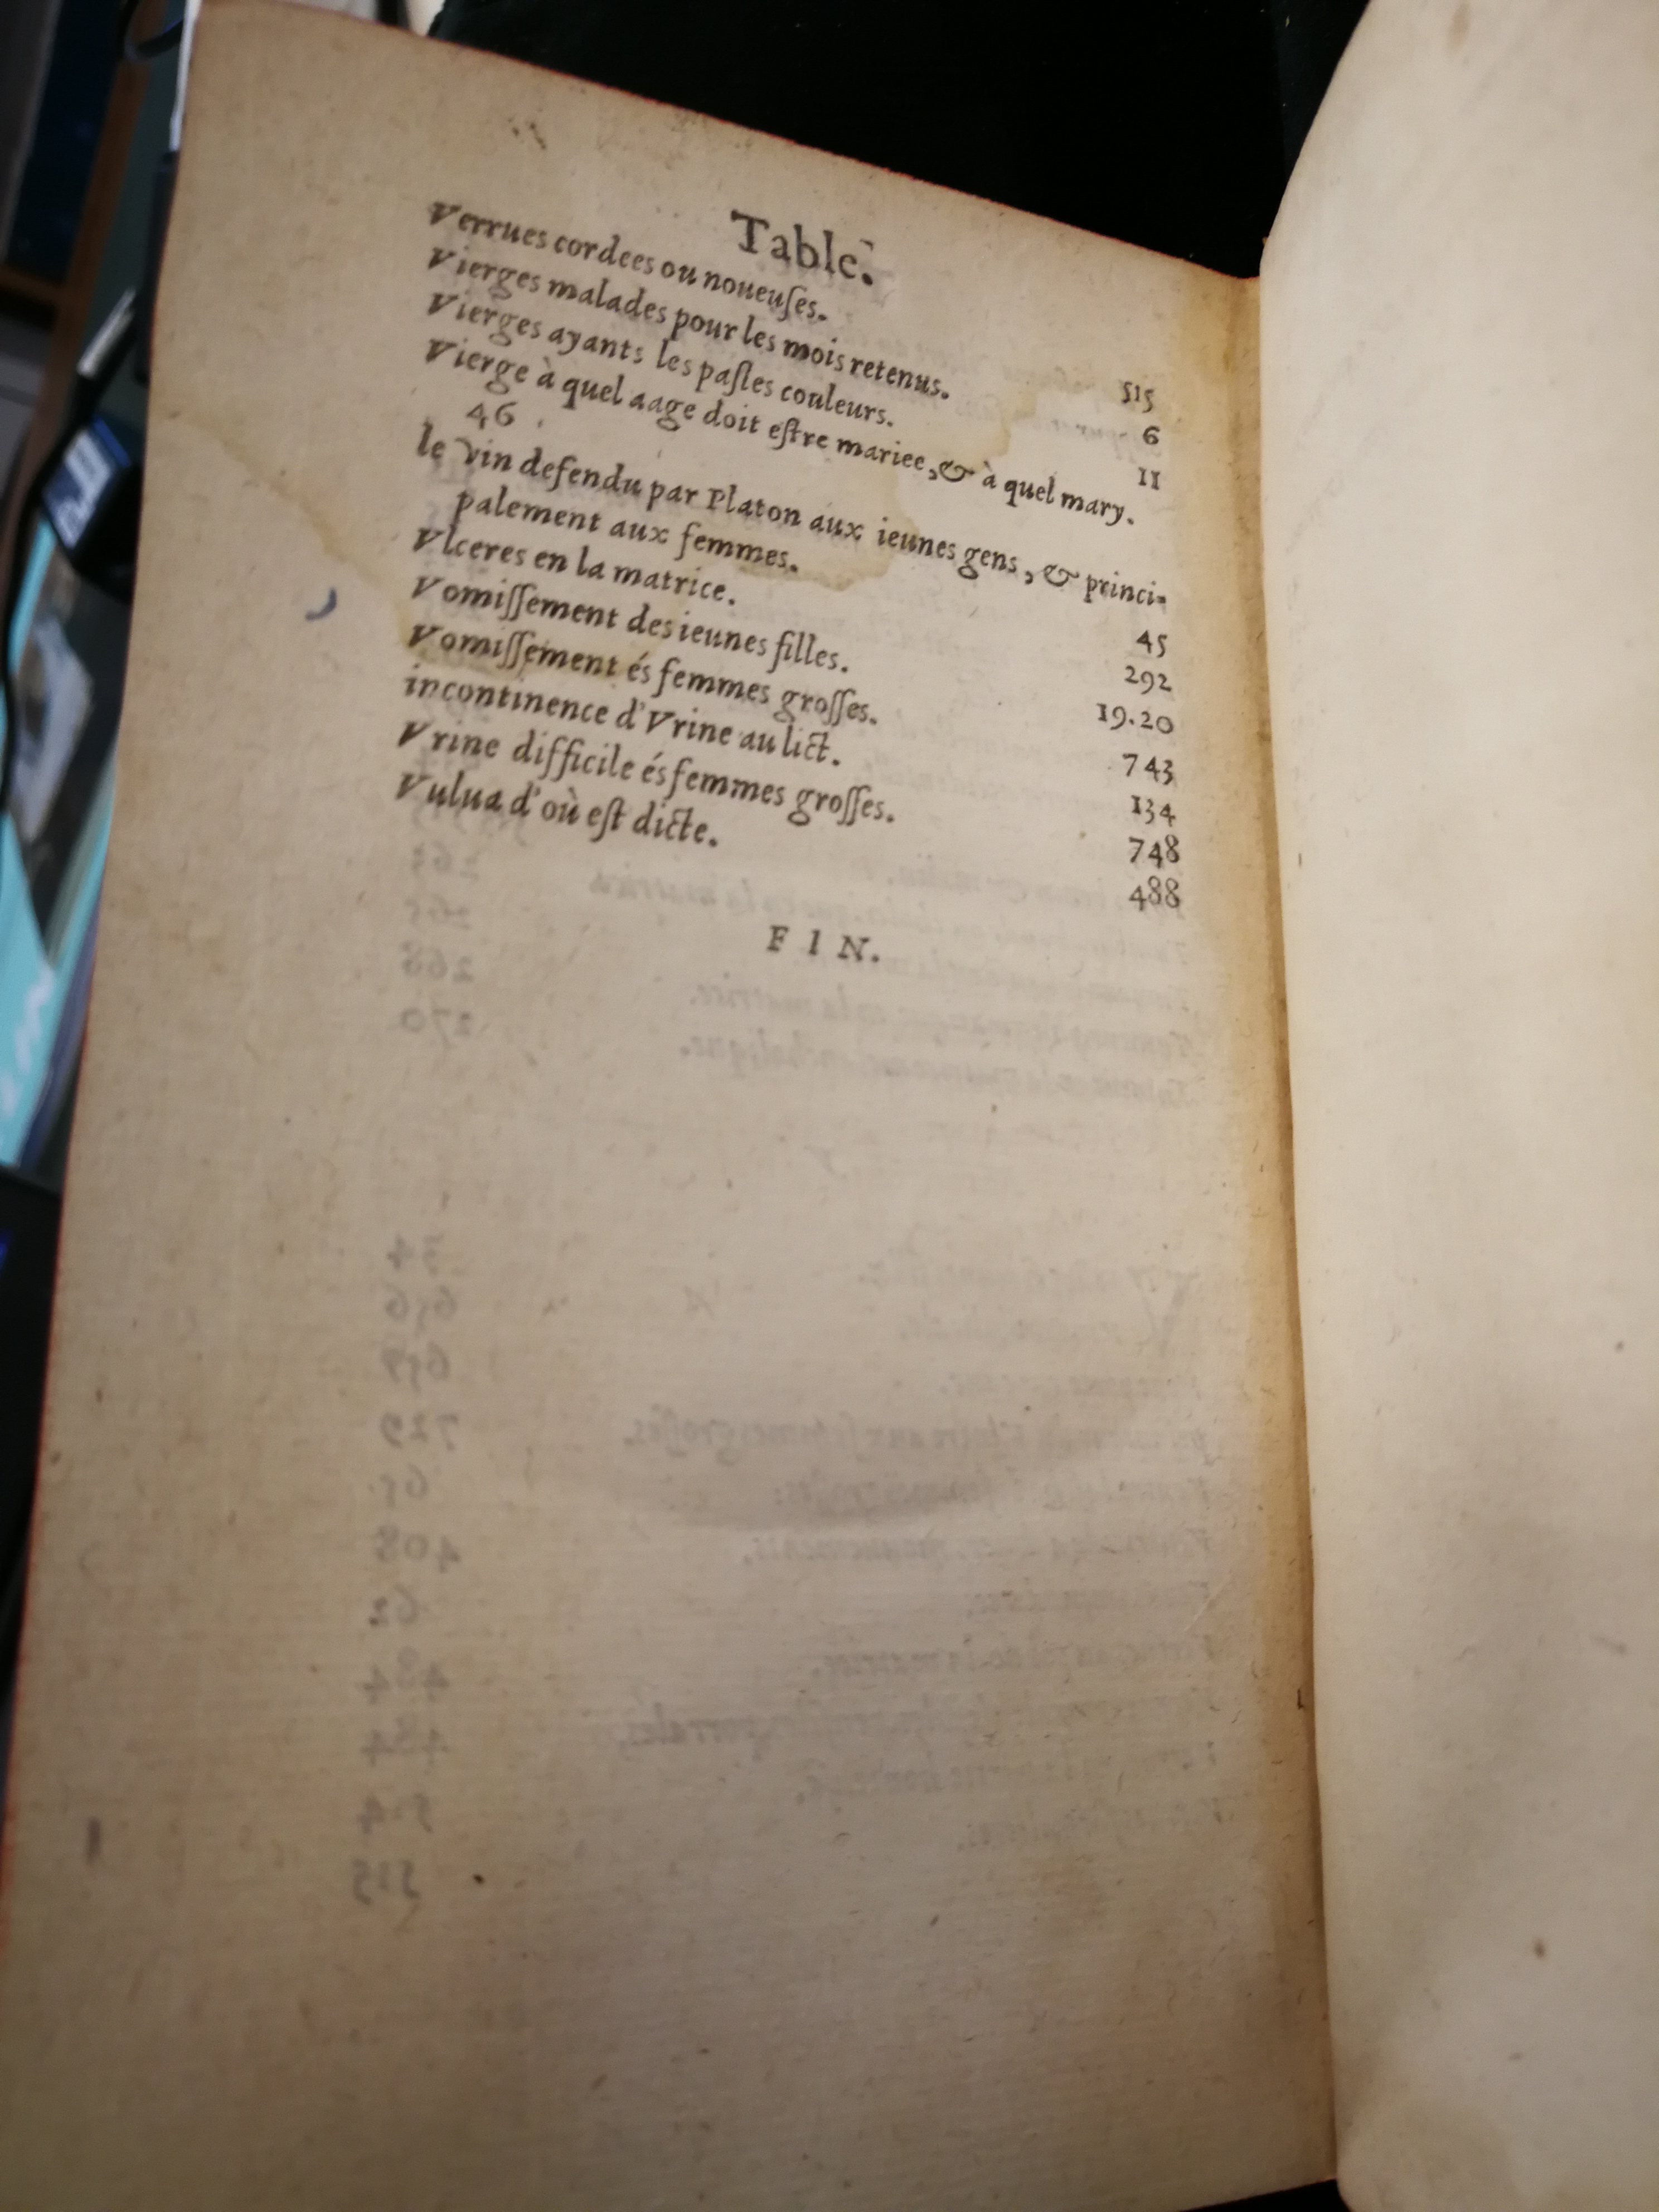 Table.
Verrues cordees ou noueuſes. 515
Vierges malades pour les mois retenus. 6
Vierges ayants les paſles couleurs. 11
Vierge à quel aage doit eſtre mariee, & à quel mary.
46
le vin defendu par Platon aux ieunes gens, & princi-
palement aux femmes. 45
Vlceres en la matrice. 292
Vomiſſement des ieunes filles. 19.20
Vomiſſement és femmes groſſes. 743
incontinence d'Vrine au lict. 134
Vrine difficile és femmes groſſes. 748
Vulua d'où eſt dicte. 488
FIN.